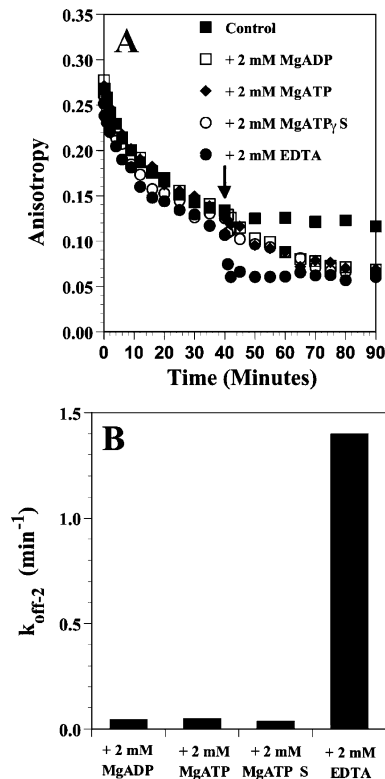 A
Control
+ 2 mM MgADP
+ 2 mM MgATP
+ 2 mM MgATPγ S
+ 2 mM EDTA
Anisotropy
0.35
0.30
0.25
0.20
0.15
0.10
0.05
0.00
0 10 20 30 40 50 60 70 80 90
Time (Minutes)
B
k off-2 (min⁻¹)
1.5
1.0
0.5
0.0
+ 2 mM MgADP
+ 2 mM MgATP
+ 2 mM MgATP S
+ 2 mM EDTA